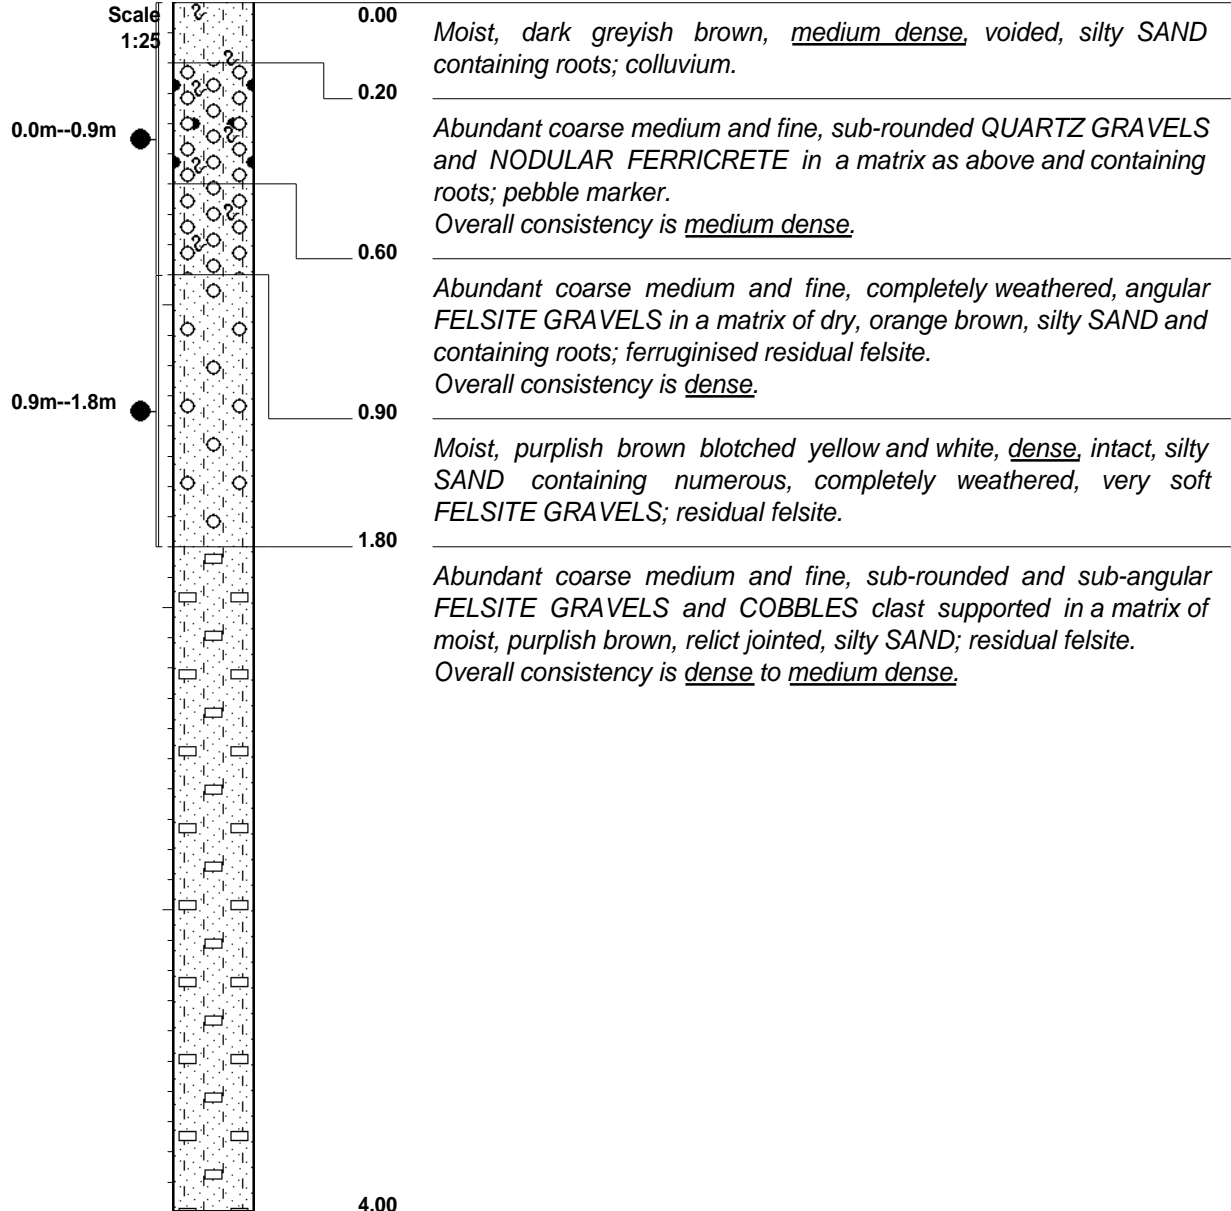 Scale
1:25
0.00
Moist, dark greyish brown, medium dense, voided, silty SAND
containing roots; colluvium.
0.20
0.0m--0.9m
Abundant coarse medium and fine, sub-rounded QUARTZ GRAVELS
and NODULAR FERRICRETE in a matrix as above and containing
roots; pebble marker.
Overall consistency is medium dense.
0.60
Abundant coarse medium and fine, completely weathered, angular
FELSITE GRAVELS in a matrix of dry, orange brown, silty SAND and
containing roots; ferruginised residual felsite.
Overall consistency is dense.
0.9m--1.8m
0.90
Moist, purplish brown blotched yellow and white, dense, intact, silty
SAND containing numerous, completely weathered, very soft
FELSITE GRAVELS; residual felsite.
1.80
Abundant coarse medium and fine, sub-rounded and sub-angular
FELSITE GRAVELS and COBBLES clast supported in a matrix of
moist, purplish brown, relict jointed, silty SAND; residual felsite.
Overall consistency is dense to medium dense.
4.00